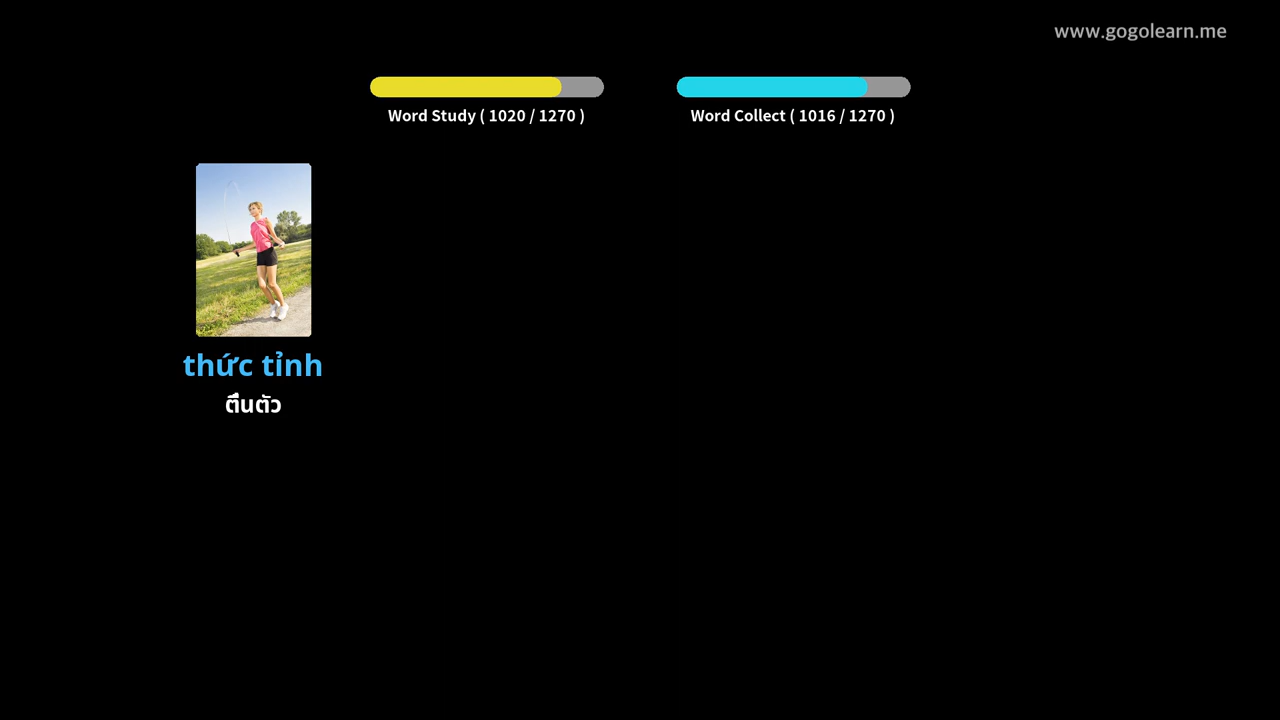 www.gogolearn.me
Word Study ( 1020 / 1270 )
Word Collect ( 1016 / 1270 )
thức tỉnh
ตื่นตัว